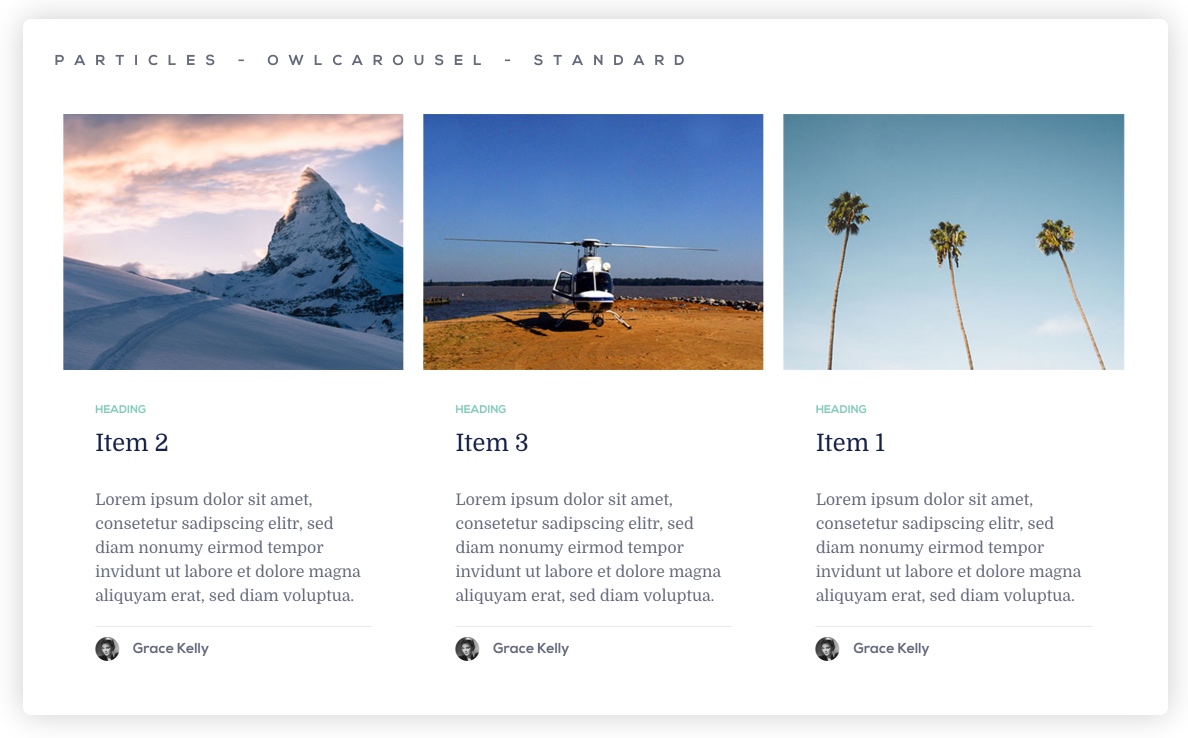 PARTICLES - OWLCAROUSEL - STANDARD
HEADING
Item 2
Lorem ipsum dolor sit amet,
consetetur sadipscing elitr, sed
diam nonumy eirmod tempor
invidunt ut labore et dolore magna
aliquyam erat, sed diam voluptua.
Grace Kelly
HEADING
Item 3
Lorem ipsum dolor sit amet,
consetetur sadipscing elitr, sed
diam nonumy eirmod tempor
invidunt ut labore et dolore magna
aliquyam erat, sed diam voluptua.
Grace Kelly
HEADING
Item 1
Lorem ipsum dolor sit amet,
consetetur sadipscing elitr, sed
diam nonumy eirmod tempor
invidunt ut labore et dolore magna
aliquyam erat, sed diam voluptua.
Grace Kelly